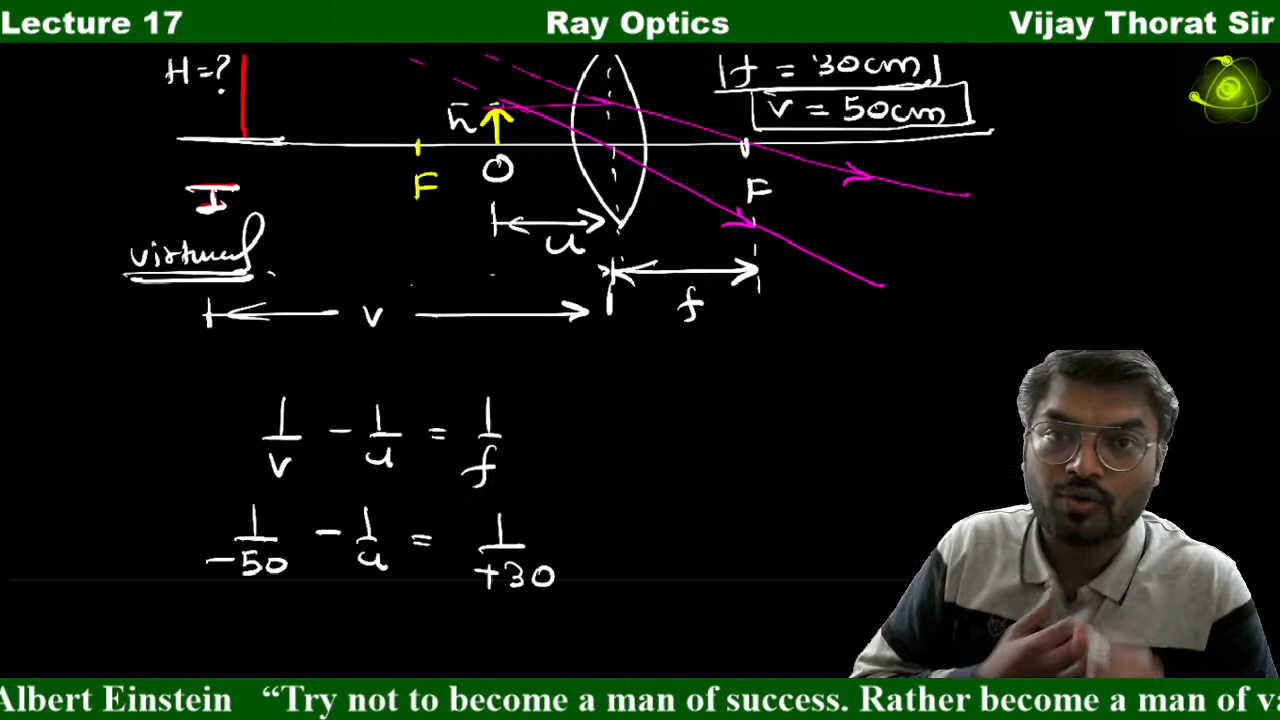 Lecture 17 Ray Optics Vijay Thorat Sir
H=? f = 30cm
v = 50cm
h
F O F
I u
virtual
v f
1/v - 1/u = 1/f
1/-50 - 1/u = 1/+30
Albert Einstein “Try not to become a man of success. Rather become a man of v